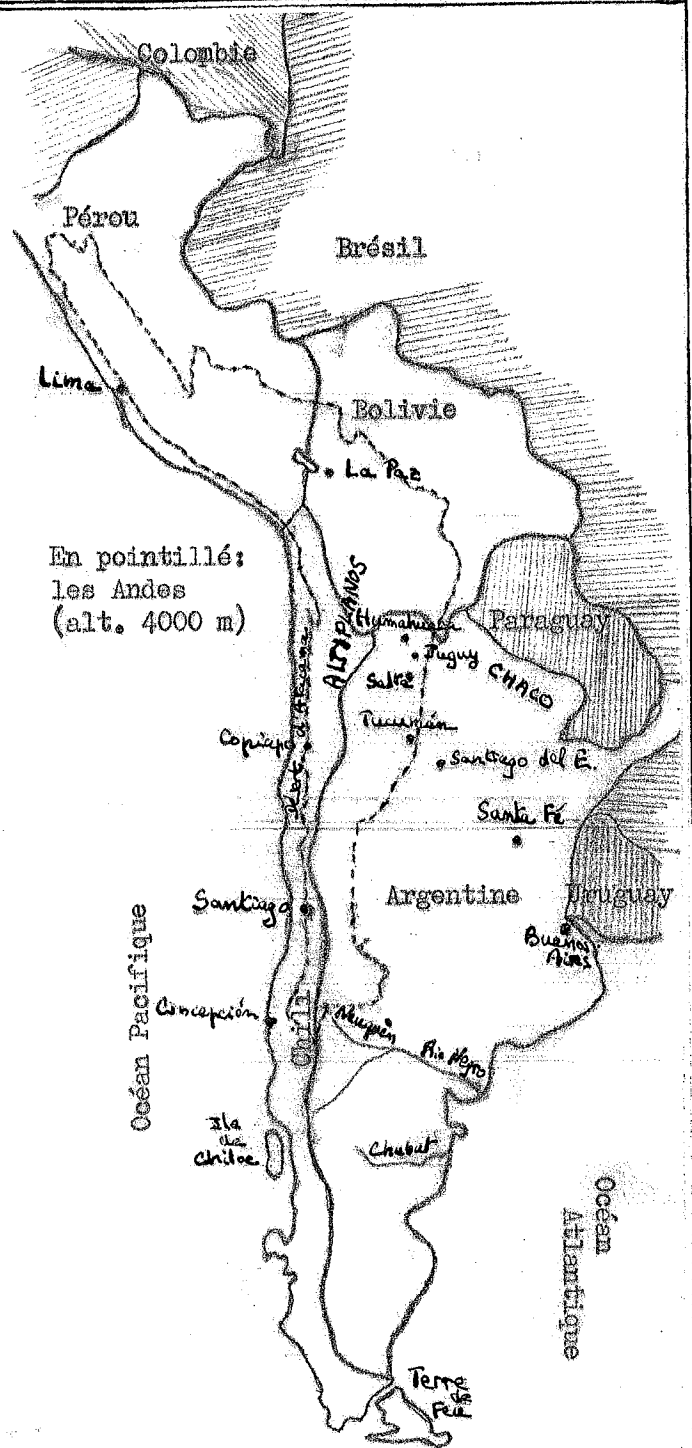 Colombie
Pérou
Brésil
Lima
Bolivie
La Paz
En pointillé:
les Andes
(alt. 4000 m)
ALTIPLANOS
Humahuaca
Paraguay
Juguy
CHACO
Salta
Tucumán
Copiapo
Santiago del E.
Santa Fé
Santiago
Argentine
Uruguay
Buenos
Aires
Océan Pacifique
Concepción
Chili
Neuquén
Rio Negro
Isla
de
Chiloe
Chubut
Océan
Atlantique
Terre
de
Feu